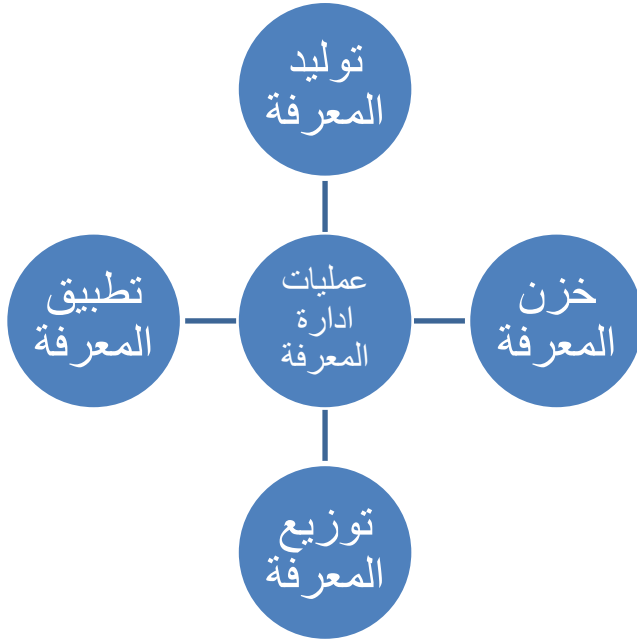 توليد
المعرفة
عمليات
ادارة
المعرفة
خزن
المعرفة
تطبيق
المعرفة
توزيع
المعرفة